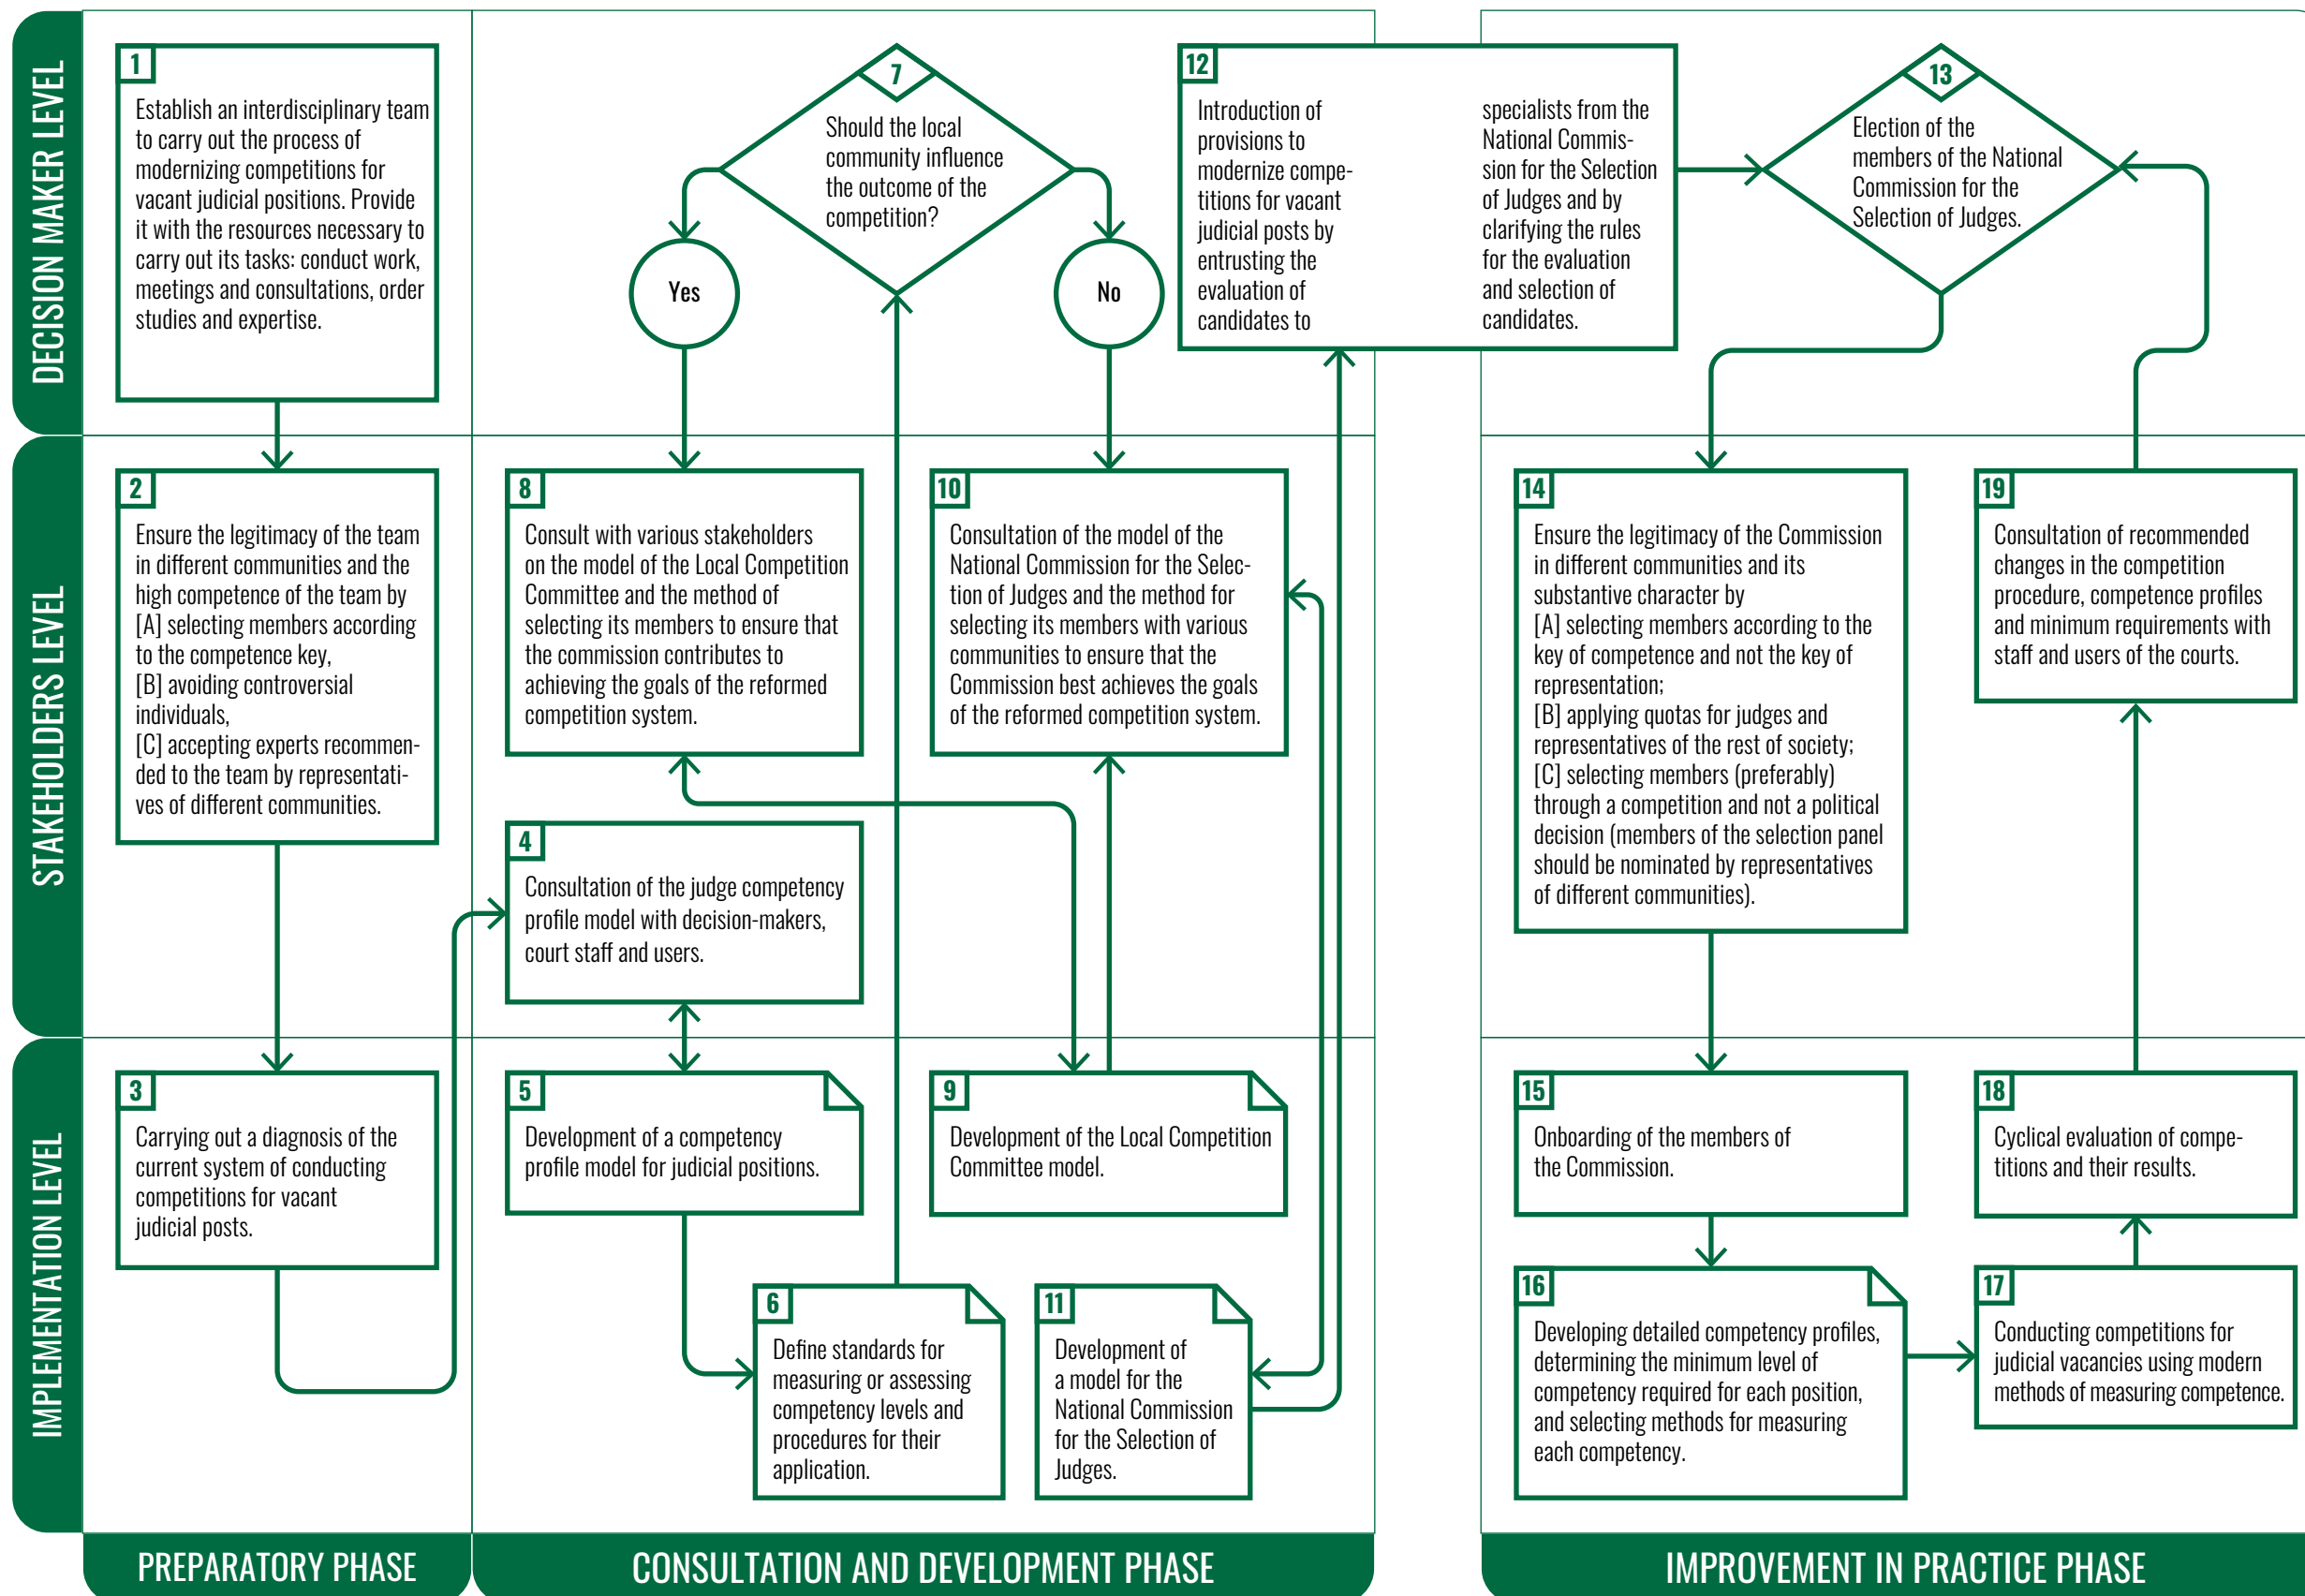 DECISION MAKER LEVEL
STAKEHOLDERS LEVEL
IMPLEMENTATION LEVEL
1
Establish an interdisciplinary team
to carry out the process of
modernizing competitions for
vacant judicial positions. Provide
it with the resources necessary to
carry out its tasks: conduct work,
meetings and consultations, order
studies and expertise.
2
Ensure the legitimacy of the team
in different communities and the
high competence of the team by
[A] selecting members according
to the competence key,
[B] avoiding controversial
individuals,
[C] accepting experts recommen-
ded to the team by representati-
ves of different communities.
3
Carrying out a diagnosis of the
current system of conducting
competitions for vacant
judicial posts.
4
Consultation of the judge competency
profile model with decision-makers,
court staff and users.
5
Development of a competency
profile model for judicial positions.
6
Define standards for
measuring or assessing
competency levels and
procedures for their
application.
7
Should the local
community influence
the outcome of the
competition?
Yes
No
8
Consult with various stakeholders
on the model of the Local Competition
Committee and the method of
selecting its members to ensure that
the commission contributes to
achieving the goals of the reformed
competition system.
9
Development of the Local Competition
Committee model.
10
Consultation of the model of the
National Commission for the Selec-
tion of Judges and the method for
selecting its members with various
communities to ensure that the
Commission best achieves the goals
of the reformed competition system.
11
Development of
a model for the
National Commission
for the Selection of
Judges.
12
Introduction of
provisions to
modernize compe-
titions for vacant
judicial posts by
entrusting the
evaluation of
candidates to
specialists from the
National Commis-
sion for the Selection
of Judges and by
clarifying the rules
for the evaluation
and selection of
candidates.
13
Election of the
members of the National
Commission for the
Selection of Judges.
14
Ensure the legitimacy of the Commission
in different communities and its
substantive character by
[A] selecting members according to the
key of competence and not the key of
representation;
[B] applying quotas for judges and
representatives of the rest of society;
[C] selecting members (preferably)
through a competition and not a political
decision (members of the selection panel
should be nominated by representatives
of different communities).
15
Onboarding of the members of
the Commission.
16
Developing detailed competency profiles,
determining the minimum level of
competency required for each position,
and selecting methods for measuring
each competency.
17
Conducting competitions for
judicial vacancies using modern
methods of measuring competence.
18
Cyclical evaluation of compe-
titions and their results.
19
Consultation of recommended
changes in the competition
procedure, competence profiles
and minimum requirements with
staff and users of the courts.
PREPARATORY PHASE
CONSULTATION AND DEVELOPMENT PHASE
IMPROVEMENT IN PRACTICE PHASE